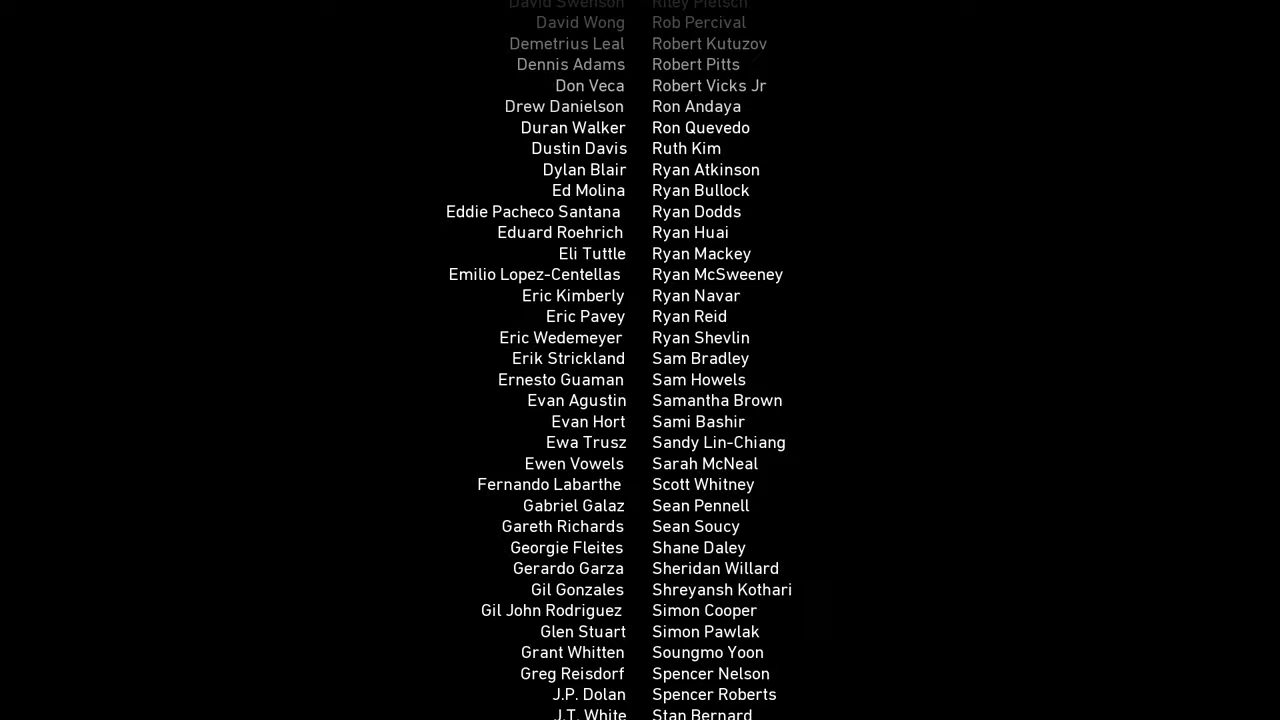 David Swenson Riley Pietsch
David Wong Rob Percival
Demetrius Leal Robert Kutuzov
Dennis Adams Robert Pitts
Don Veca Robert Vicks Jr
Drew Danielson Ron Andaya
Duran Walker Ron Quevedo
Dustin Davis Ruth Kim
Dylan Blair Ryan Atkinson
Ed Molina Ryan Bullock
Eddie Pacheco Santana Ryan Dodds
Eduard Roehrich Ryan Huai
Eli Tuttle Ryan Mackey
Emilio Lopez-Centellas Ryan McSweeney
Eric Kimberly Ryan Navar
Eric Pavey Ryan Reid
Eric Wedemeyer Ryan Shevlin
Erik Strickland Sam Bradley
Ernesto Guaman Sam Howels
Evan Agustin Samantha Brown
Evan Hort Sami Bashir
Ewa Trusz Sandy Lin-Chiang
Ewen Vowels Sarah McNeal
Fernando Labarthe Scott Whitney
Gabriel Galaz Sean Pennell
Gareth Richards Sean Soucy
Georgie Fleites Shane Daley
Gerardo Garza Sheridan Willard
Gil Gonzales Shreyansh Kothari
Gil John Rodriguez Simon Cooper
Glen Stuart Simon Pawlak
Grant Whitten Soungmo Yoon
Greg Reisdorf Spencer Nelson
J.P. Dolan Spencer Roberts
J.T. White Stan Bernard